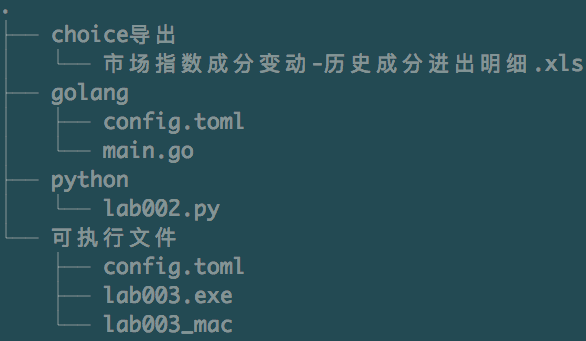 .
├── choice导出
│   └── 市场指数成分变动-历史成分进出明细.xls
├── golang
│   ├── config.toml
│   └── main.go
├── python
│   └── lab002.py
└── 可执行文件
    ├── config.toml
    ├── lab003.exe
    └── lab003_mac